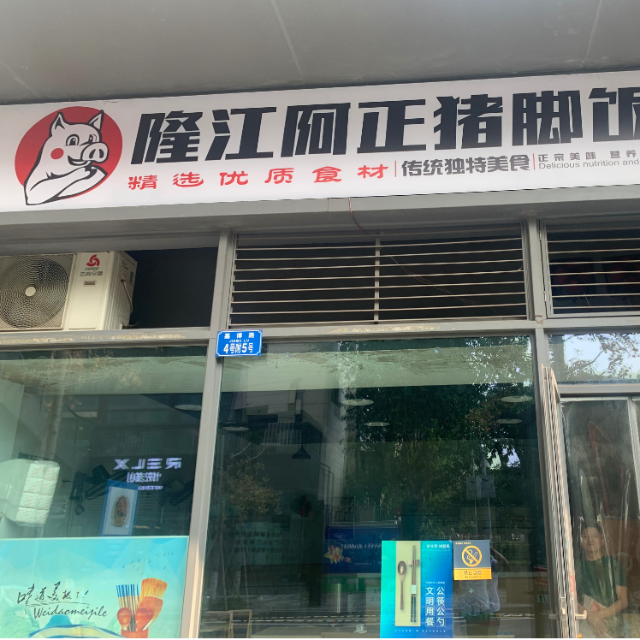 隆江阿正猪脚饭
精选优质食材
传统独特美食
正宗美味 营养
Delicious nutrition and
4号附5号
RELX
味道美极了!
Weidaomeijile
公筷公勺
文明用餐